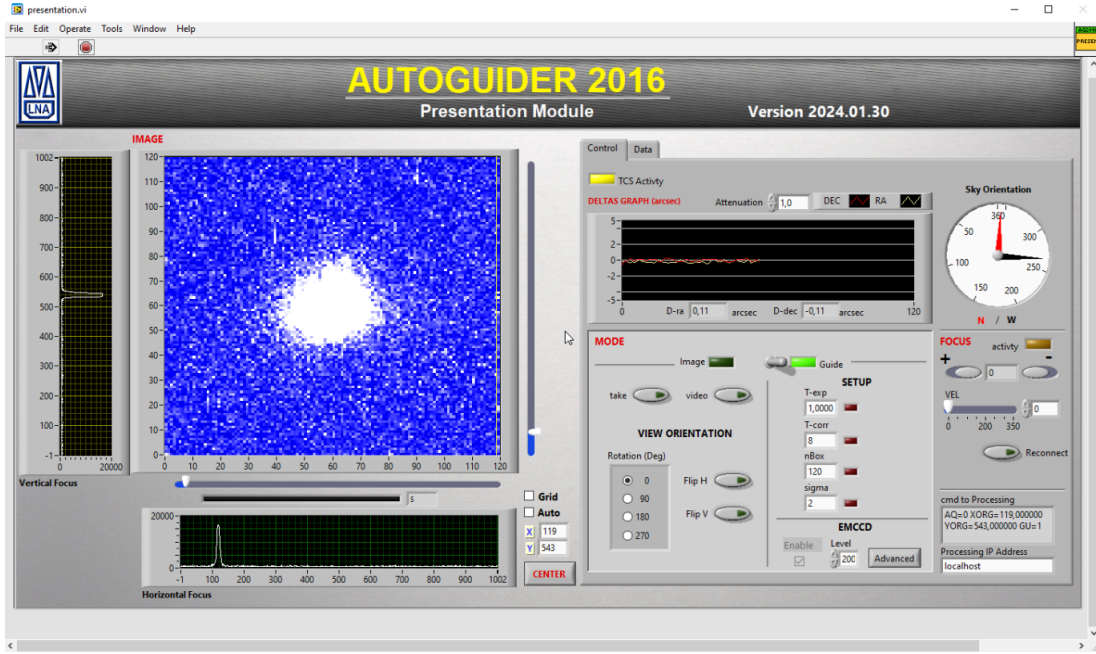 presentation.vi
File Edit Operate Tools Window Help
LNA
AUTOGUIDER 2016
Presentation Module
Version 2024.01.30
IMAGE
1002
900
800
700
600
500
400
300
200
100
-1
0 20000
Vertical Focus
120
110
100
90
80
70
60
50
40
30
20
10
0
0 10 20 30 40 50 60 70 80 90 100 110 120
5
Grid
Auto
X 119
Y 543
CENTER
20000
0
-1 100 200 300 400 500 600 700 800 900 1002
Horizontal Focus
Control Data
TCS Activty
DELTAS GRAPH (arcsec) Attenuation 1,0 DEC RA
5
2
0
-2
-5
0 D-ra 0,11 arcsec D-dec -0,11 arcsec 120
MODE
Image Guide
take video
VIEW ORIENTATION
Rotation (Deg)
0
90
180
270
Flip H
Flip V
SETUP
T-exp
1,0000
T-corr
8
nBox
120
sigma
2
EMCCD
Enable Level
200 Advanced
Sky Orientation
360
50 300
100 250
150 200
N / W
FOCUS activty
+ -
0
VEL
0
0 200 350
Reconnect
cmd to Processing
AQ=0 XORG=119,000000
YORG=543,000000 GU=1
Processing IP Address
localhost